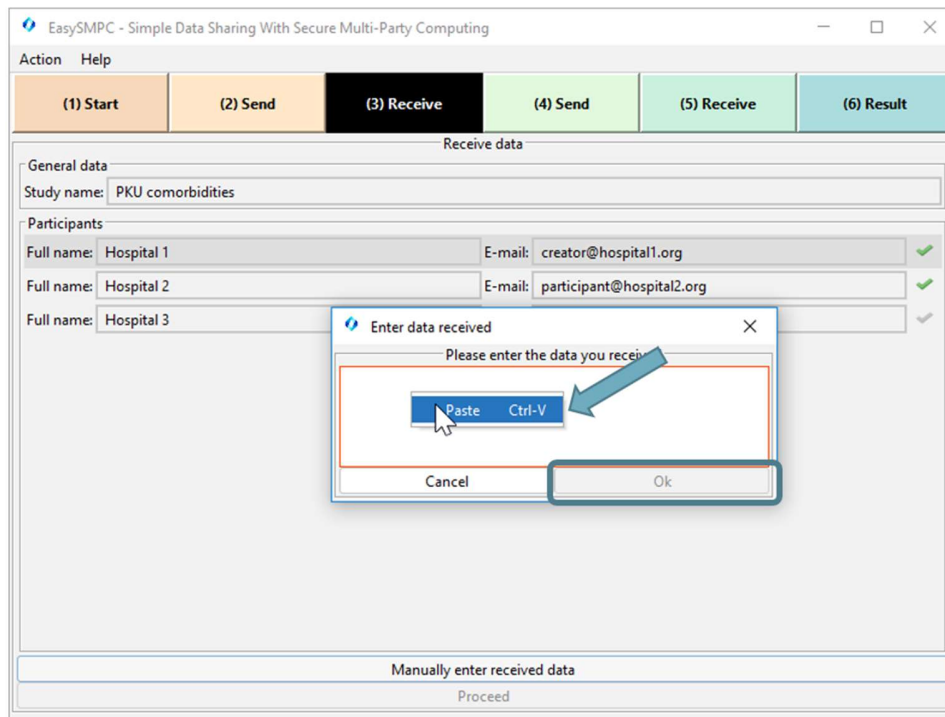 EasySMPC - Simple Data Sharing With Secure Multi-Party Computing
Action Help
(1) Start (2) Send (3) Receive (4) Send (5) Receive (6) Result
Receive data
General data
Study name: PKU comorbidities
Participants
Full name: Hospital 1 E-mail: creator@hospital1.org
Full name: Hospital 2 E-mail: participant@hospital2.org
Full name: Hospital 3
Enter data received
Please enter the data you
Paste Ctrl-V
Cancel Ok
Manually enter received data
Proceed